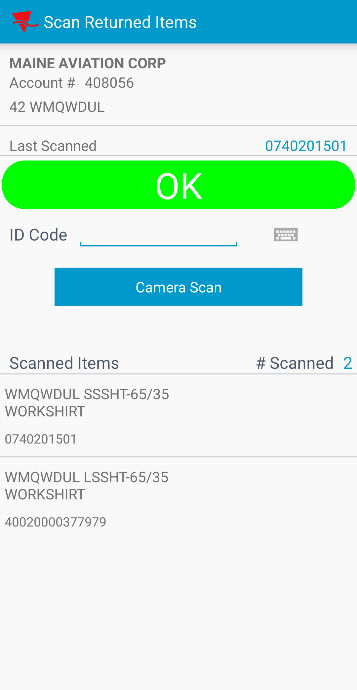 Scan Returned Items
MAINE AVIATION CORP
Account # 408056
42 WMQWDUL
Last Scanned 0740201501
OK
ID Code
Camera Scan
Scanned Items # Scanned 2
WMQWDUL SSSHT-65/35
WORKSHIRT
0740201501
WMQWDUL LSSHT-65/35
WORKSHIRT
40020000377979